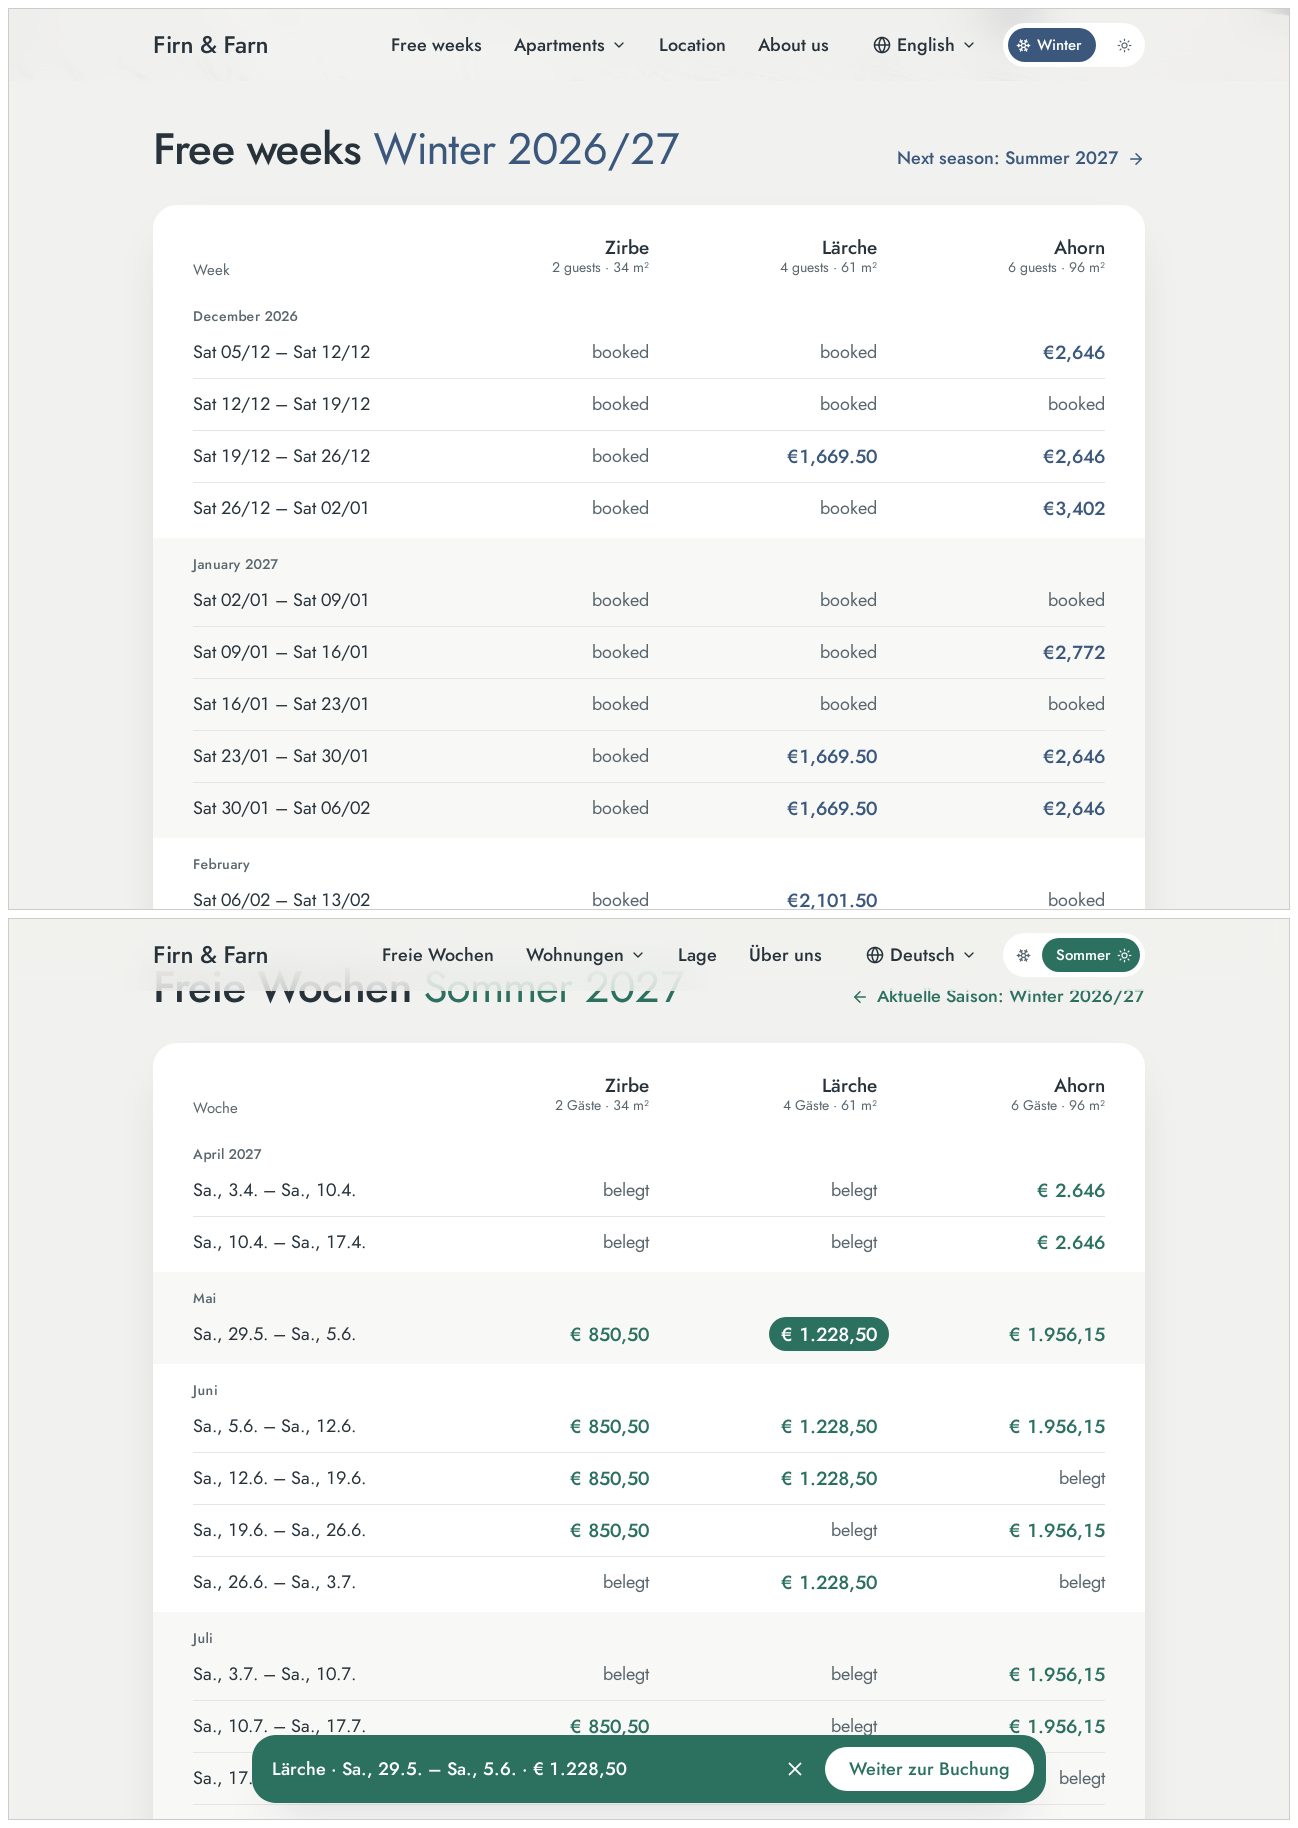 Firn & Farn Free weeks Apartments Location About us English Winter
Free weeks Winter 2026/27
Next season: Summer 2027 →
Week Zirbe Lärche Ahorn
2 guests · 34 m² 4 guests · 61 m² 6 guests · 96 m²
December 2026
Sat 05/12 – Sat 12/12 booked booked €2,646
Sat 12/12 – Sat 19/12 booked booked booked
Sat 19/12 – Sat 26/12 booked €1,669.50 €2,646
Sat 26/12 – Sat 02/01 booked booked €3,402
January 2027
Sat 02/01 – Sat 09/01 booked booked booked
Sat 09/01 – Sat 16/01 booked booked €2,772
Sat 16/01 – Sat 23/01 booked booked booked
Sat 23/01 – Sat 30/01 booked €1,669.50 €2,646
Sat 30/01 – Sat 06/02 booked €1,669.50 €2,646
February
Sat 06/02 – Sat 13/02 booked €2,101.50 booked
Firn & Farn Freie Wochen Wohnungen Lage Über uns Deutsch Sommer
Freie Wochen Sommer 2027
← Aktuelle Saison: Winter 2026/27
Woche Zirbe Lärche Ahorn
2 Gäste · 34 m² 4 Gäste · 61 m² 6 Gäste · 96 m²
April 2027
Sa., 3.4. – Sa., 10.4. belegt belegt € 2.646
Sa., 10.4. – Sa., 17.4. belegt belegt € 2.646
Mai
Sa., 29.5. – Sa., 5.6. € 850,50 € 1.228,50 € 1.956,15
Juni
Sa., 5.6. – Sa., 12.6. € 850,50 € 1.228,50 € 1.956,15
Sa., 12.6. – Sa., 19.6. € 850,50 € 1.228,50 belegt
Sa., 19.6. – Sa., 26.6. € 850,50 belegt € 1.956,15
Sa., 26.6. – Sa., 3.7. belegt € 1.228,50 belegt
Juli
Sa., 3.7. – Sa., 10.7. belegt belegt € 1.956,15
Sa., 10.7. – Sa., 17.7. € 850,50 belegt € 1.956,15
Sa., 17. belegt
Lärche · Sa., 29.5. – Sa., 5.6. · € 1.228,50 Weiter zur Buchung